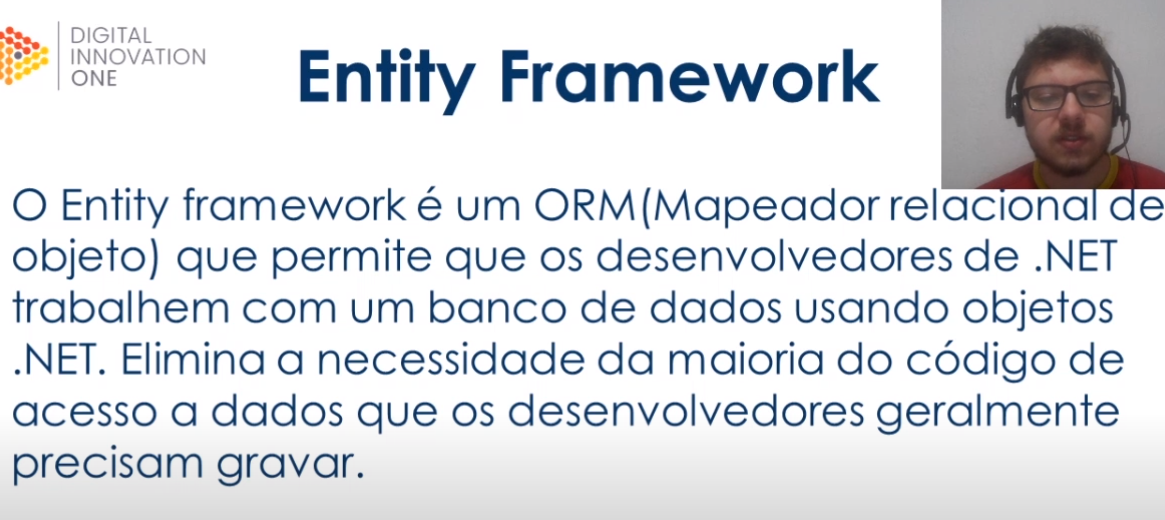 DIGITAL
INNOVATION
ONE
Entity Framework
O Entity framework é um ORM(Mapeador relacional de
objeto) que permite que os desenvolvedores de .NET
trabalhem com um banco de dados usando objetos
.NET. Elimina a necessidade da maioria do código de
acesso a dados que os desenvolvedores geralmente
precisam gravar.